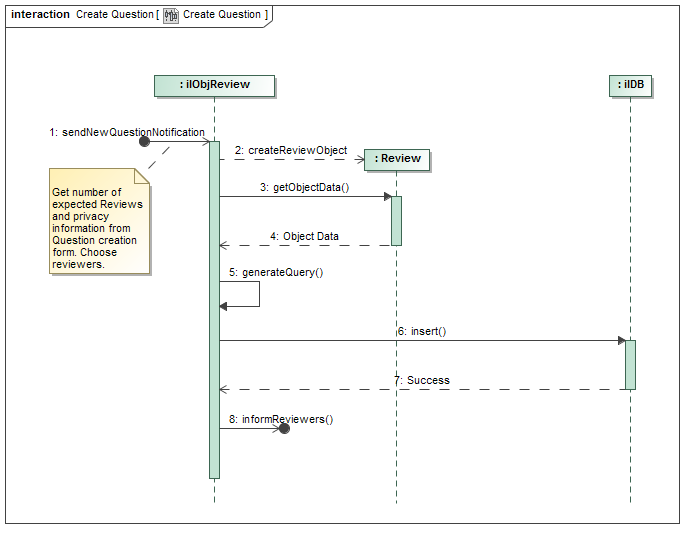 interaction Create Question [ Create Question ]
: ilObjReview
: ilDB
1: sendNewQuestionNotification
2: createReviewObject
: Review
Get number of
expected Reviews
and privacy
information from
Question creation
form. Choose
reviewers.
3: getObjectData()
4: Object Data
5: generateQuery()
6: insert()
7: Success
8: informReviewers()